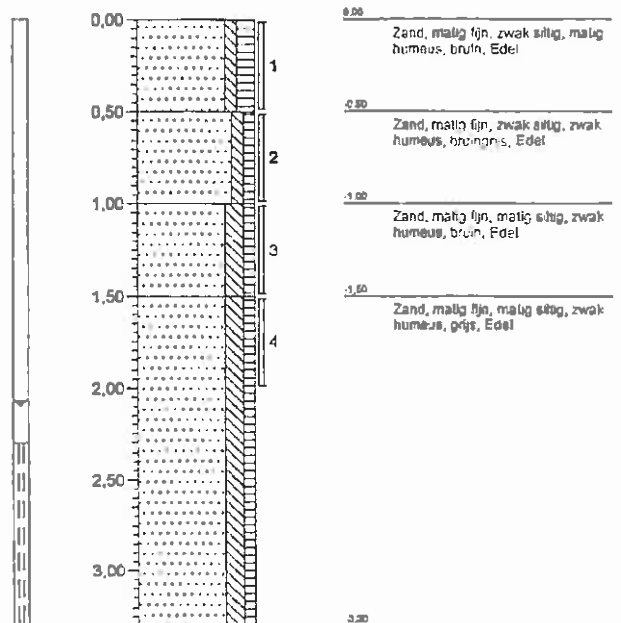 0,00
0,50
1,00
1,50
2,00
2,50
3,00
1
2
3
4
0,00
Zand, matig fijn, zwak siltig, matig
humeus, bruin, Edel
-0,50
Zand, matig fijn, zwak siltig, zwak
humeus, bruingrijs, Edel
-1,00
Zand, matig fijn, matig siltig, zwak
humeus, bruin, Edel
-1,50
Zand, matig fijn, matig siltig, zwak
humeus, grijs, Edel
-3,30